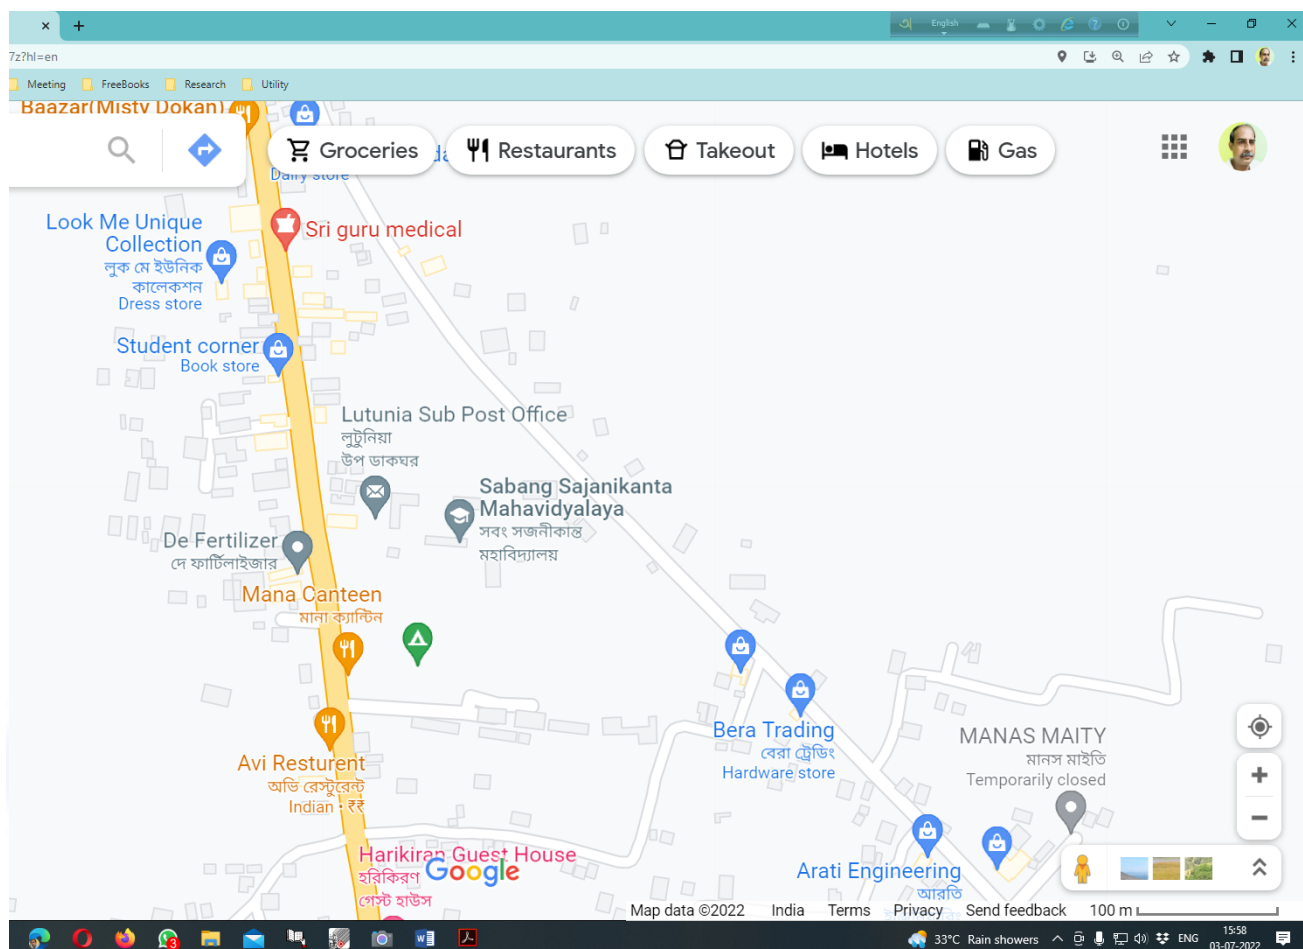 English
7z?hl=en
Meeting FreeBooks Research Utility
Baazar(Misty Dokan)
Groceries Restaurants Takeout Hotels Gas
Dairy store
Look Me Unique
Collection
লুক মে ইউনিক
কালেকশন
Dress store
Sri guru medical
Student corner
Book store
Lutunia Sub Post Office
লুটুনিয়া
উপ ডাকঘর
Sabang Sajanikanta
Mahavidyalaya
সবং সজনীকান্ত
মহাবিদ্যালয়
De Fertilizer
দে ফার্টিলাইজার
Mana Canteen
মানা ক্যান্টিন
Bera Trading
বেরা ট্রেডিং
Hardware store
MANAS MAITY
মানস মাইতি
Temporarily closed
Avi Resturent
অভি রেস্টুরেন্ট
Indian • ₹₹
Harikiran Guest House
হরিকিরণ
গেস্ট হাউস
Google
Arati Engineering
আরতি
Map data ©2022 India Terms Privacy Send feedback 100 m
3
33°C Rain showers ENG 15:58
03-07-2022